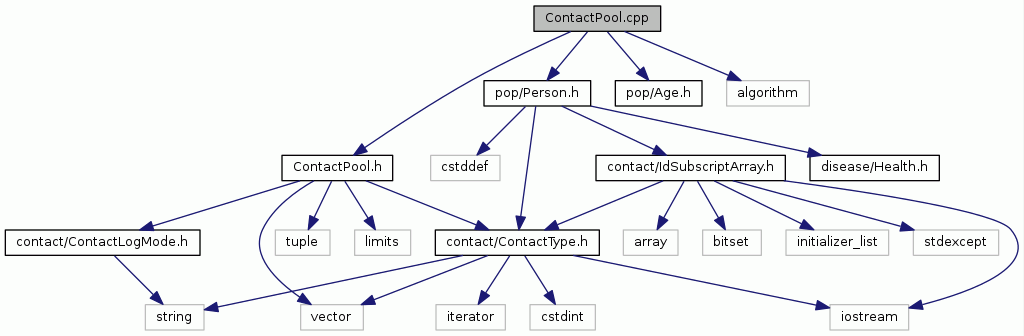 ContactPool.cpp
pop/Person.h
pop/Age.h
algorithm
ContactPool.h
cstddef
contact/IdSubscriptArray.h
disease/Health.h
contact/ContactLogMode.h
tuple
limits
contact/ContactType.h
array
bitset
initializer_list
stdexcept
string
vector
iterator
cstdint
iostream